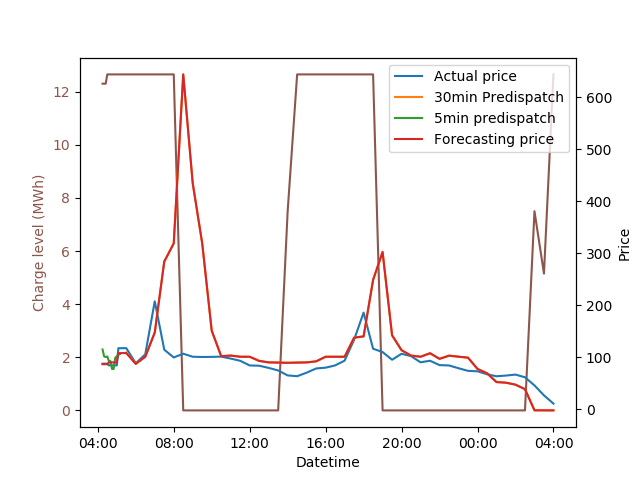 Actual price
30min Predispatch
5min predispatch
Forecasting price
Charge level (MWh)
12
10
8
6
4
2
0
600
500
400
300
200
100
0
Price
04:00 08:00 12:00 16:00 20:00 00:00 04:00
Datetime